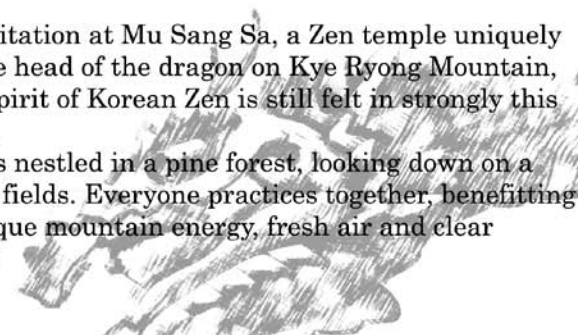 itation at Mu Sang Sa, a Zen temple uniquely
e head of the dragon on Kye Ryong Mountain,
pirit of Korean Zen is still felt in strongly this
s nestled in a pine forest, looking down on a
fields. Everyone practices together, benefitting
que mountain energy, fresh air and clear